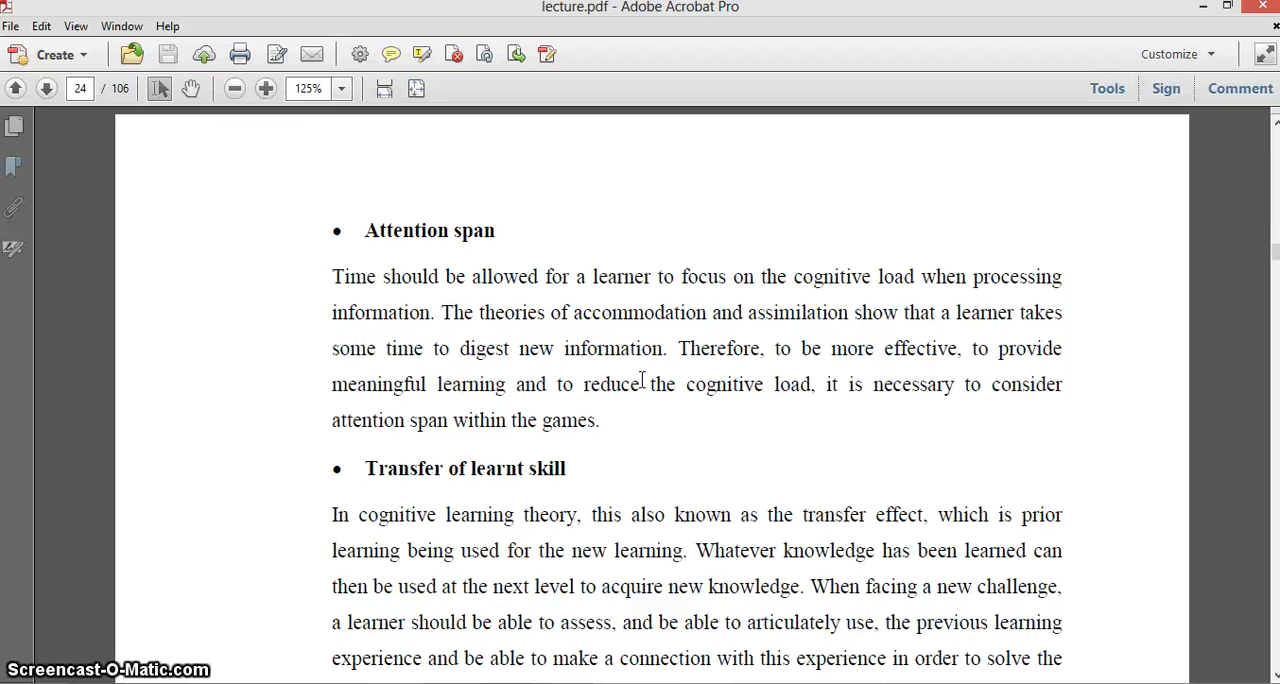 lecture.pdf - Adobe Acrobat Pro
File Edit View Window Help
Create Customize
24 / 106 125% Tools Sign Comment
• Attention span
Time should be allowed for a learner to focus on the cognitive load when processing
information. The theories of accommodation and assimilation show that a learner takes
some time to digest new information. Therefore, to be more effective, to provide
meaningful learning and to reduce the cognitive load, it is necessary to consider
attention span within the games.
• Transfer of learnt skill
In cognitive learning theory, this also known as the transfer effect, which is prior
learning being used for the new learning. Whatever knowledge has been learned can
then be used at the next level to acquire new knowledge. When facing a new challenge,
a learner should be able to assess, and be able to articulately use, the previous learning
experience and be able to make a connection with this experience in order to solve the
Screencast-O-Matic.com